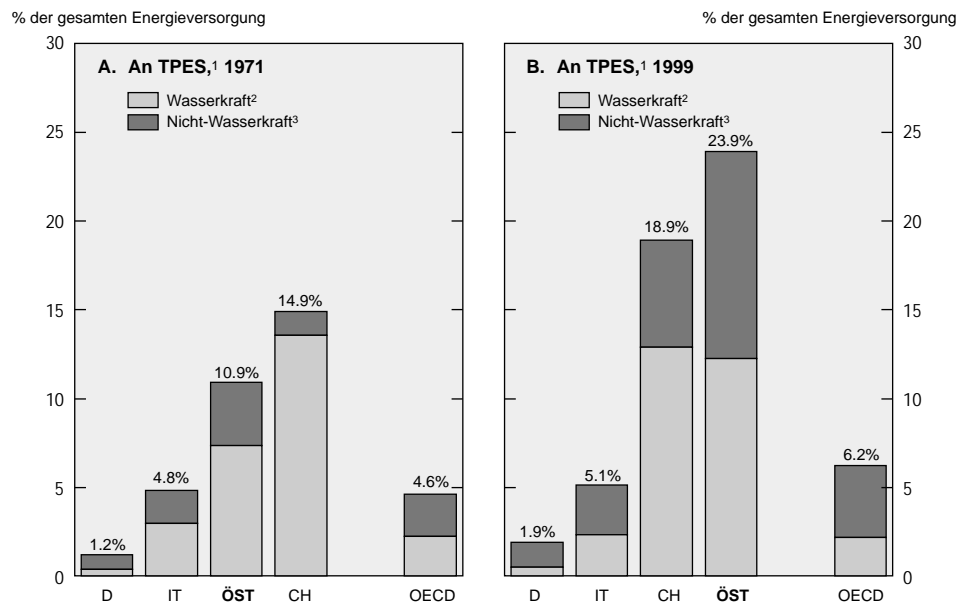 % der gesamten Energieversorgung
30
25
20
15
10
5
0
A. An TPES,¹ 1971
Wasserkraft²
Nicht-Wasserkraft³
1.2%
4.8%
10.9%
14.9%
4.6%
D IT ÖST CH OECD
% der gesamten Energieversorgung
B. An TPES,¹ 1999
Wasserkraft²
Nicht-Wasserkraft³
1.9%
5.1%
18.9%
23.9%
6.2%
D IT CH ÖST OECD
30
25
20
15
10
5
0